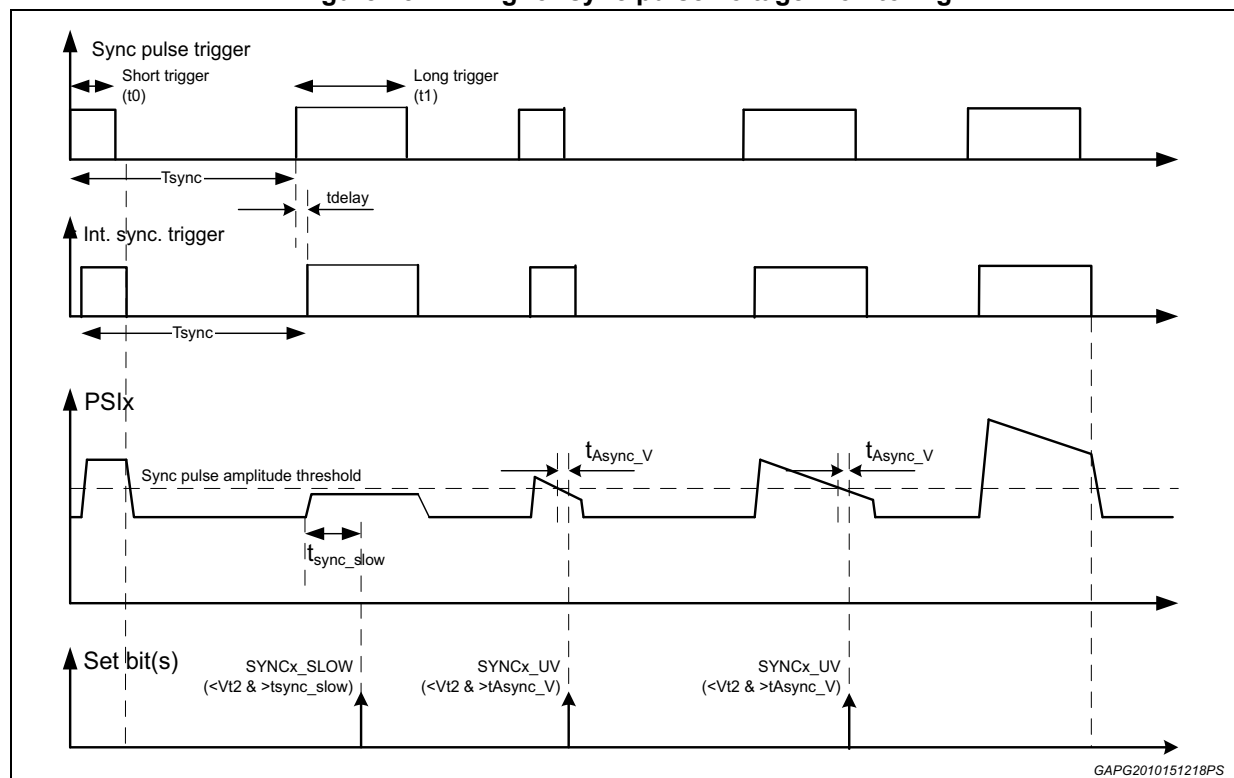 Sync pulse trigger
Short trigger
(t0)
Long trigger
(t1)
Tsync
tdelay
Int. sync. trigger
Tsync
PSIx
Sync pulse amplitude threshold
tAsync_V
tAsync_V
tsync_slow
Set bit(s)
SYNCx_SLOW
(<Vt2 & >tsync_slow)
SYNCx_UV
(<Vt2 & >tAsync_V)
SYNCx_UV
(<Vt2 & >tAsync_V)
GAPG2010151218PS